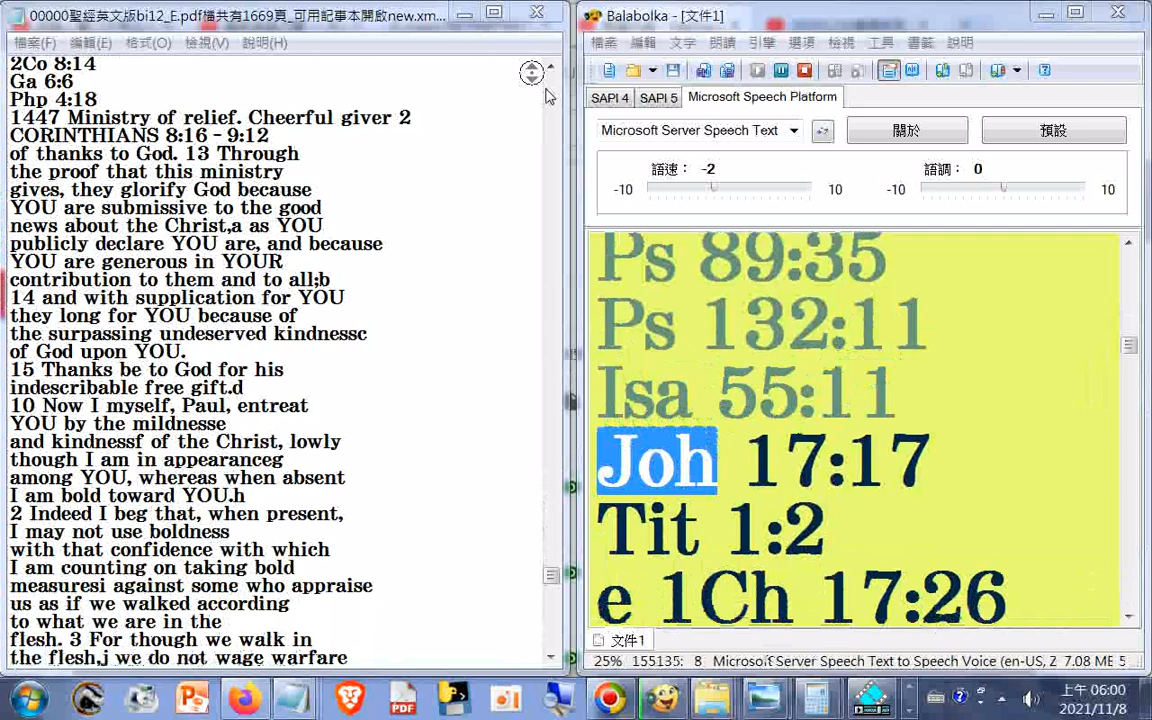 00000聖經英文版bi12_E.pdf檔共有1669頁_可用記事本開啟new.xm...
檔案(F) 編輯(E) 格式(O) 檢視(V) 說明(H)
2Co 8:14
Ga 6:6
Php 4:18
1447 Ministry of relief. Cheerful giver 2
CORINTHIANS 8:16 – 9:12
of thanks to God. 13 Through
the proof that this ministry
gives, they glorify God because
YOU are submissive to the good
news about the Christ,a as YOU
publicly declare YOU are, and because
YOU are generous in YOUR
contribution to them and to all;b
14 and with supplication for YOU
they long for YOU because of
the surpassing undeserved kindnessc
of God upon YOU.
15 Thanks be to God for his
indescribable free gift.d
10 Now I myself, Paul, entreat
YOU by the mildnesse
and kindnessf of the Christ, lowly
though I am in appearanceg
among YOU, whereas when absent
I am bold toward YOU.h
2 Indeed I beg that, when present,
I may not use boldness
with that confidence with which
I am counting on taking bold
measuresi against some who appraise
us as if we walked according
to what we are in the
flesh. 3 For though we walk in
the flesh,j we do not wage warfare
Balabolka - [文件1]
檔案 編輯 文字 朗讀 引擎 選項 檢視 工具 書籤 說明
SAPI 4 SAPI 5 Microsoft Speech Platform
Microsoft Server Speech Text 關於 預設
語速: -2 語調: 0
-10 10 -10 10
Ps 89:35
Ps 132:11
Isa 55:11
Joh 17:17
Tit 1:2
e 1Ch 17:26
文件1
25% 155135: 8 Microsoft Server Speech Text to Speech Voice (en-US, Z 7.08 MB 5
PDF
上午 06:00
2021/11/8